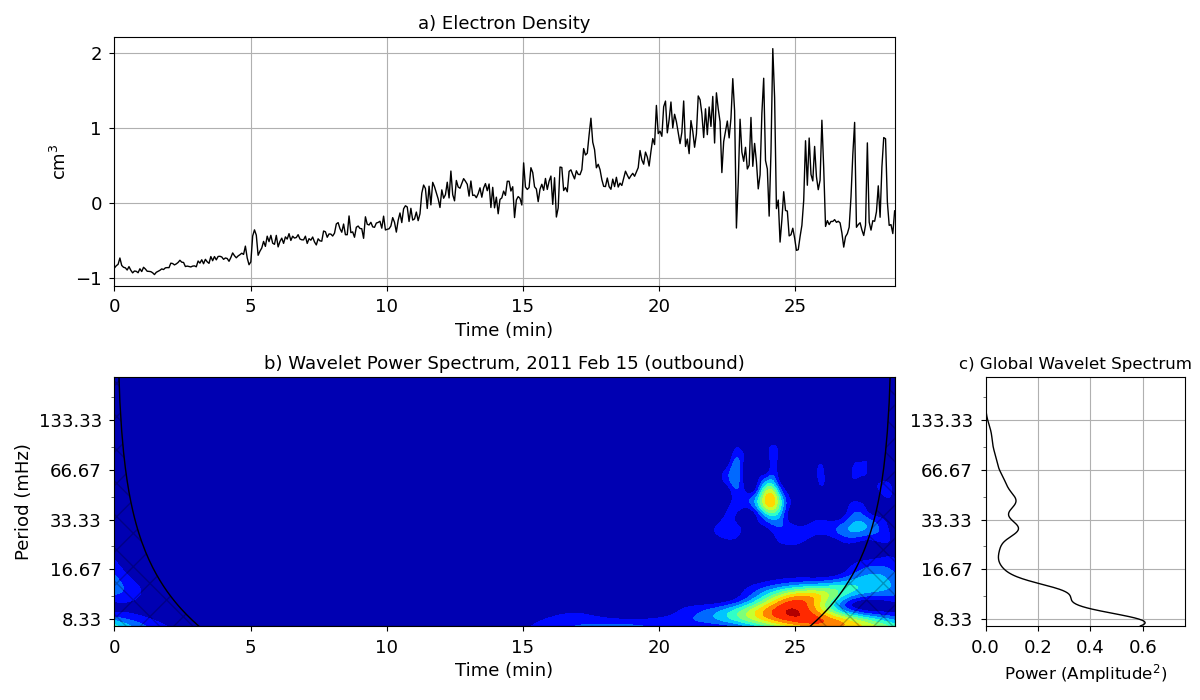 a) Electron Density
2
1
0
−1
cm³
0 5 10 15 20 25
Time (min)
b) Wavelet Power Spectrum, 2011 Feb 15 (outbound)
133.33
66.67
33.33
16.67
8.33
Period (mHz)
0 5 10 15 20 25
Time (min)
c) Global Wavelet Spectrum
133.33
66.67
33.33
16.67
8.33
0.0 0.2 0.4 0.6
Power (Amplitude²)